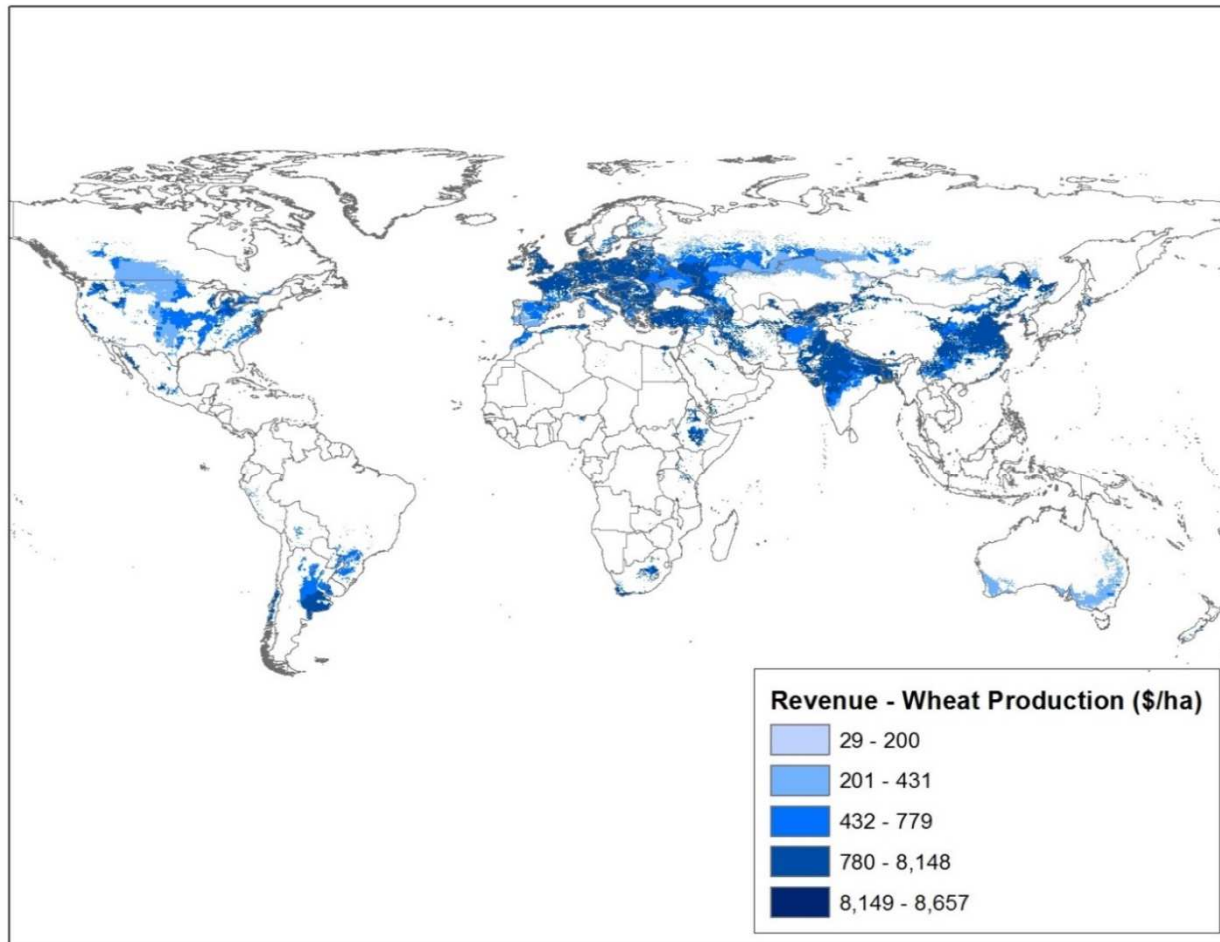 Revenue - Wheat Production ($/ha)
29 - 200
201 - 431
432 - 779
780 - 8,148
8,149 - 8,657